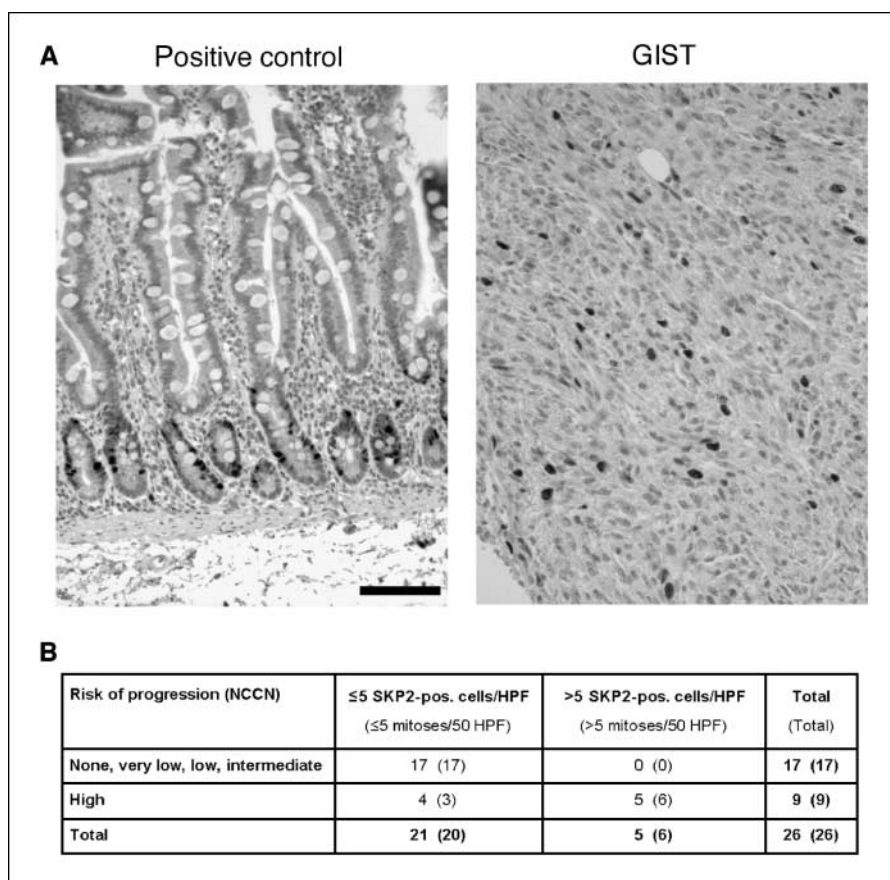 A
Positive control
GIST
B
Risk of progression (NCCN)
≤5 SKP2-pos. cells/HPF
(≤5 mitoses/50 HPF)
>5 SKP2-pos. cells/HPF
(>5 mitoses/50 HPF)
Total
(Total)
None, very low, low, intermediate 17 (17) 0 (0) 17 (17)
High 4 (3) 5 (6) 9 (9)
Total 21 (20) 5 (6) 26 (26)